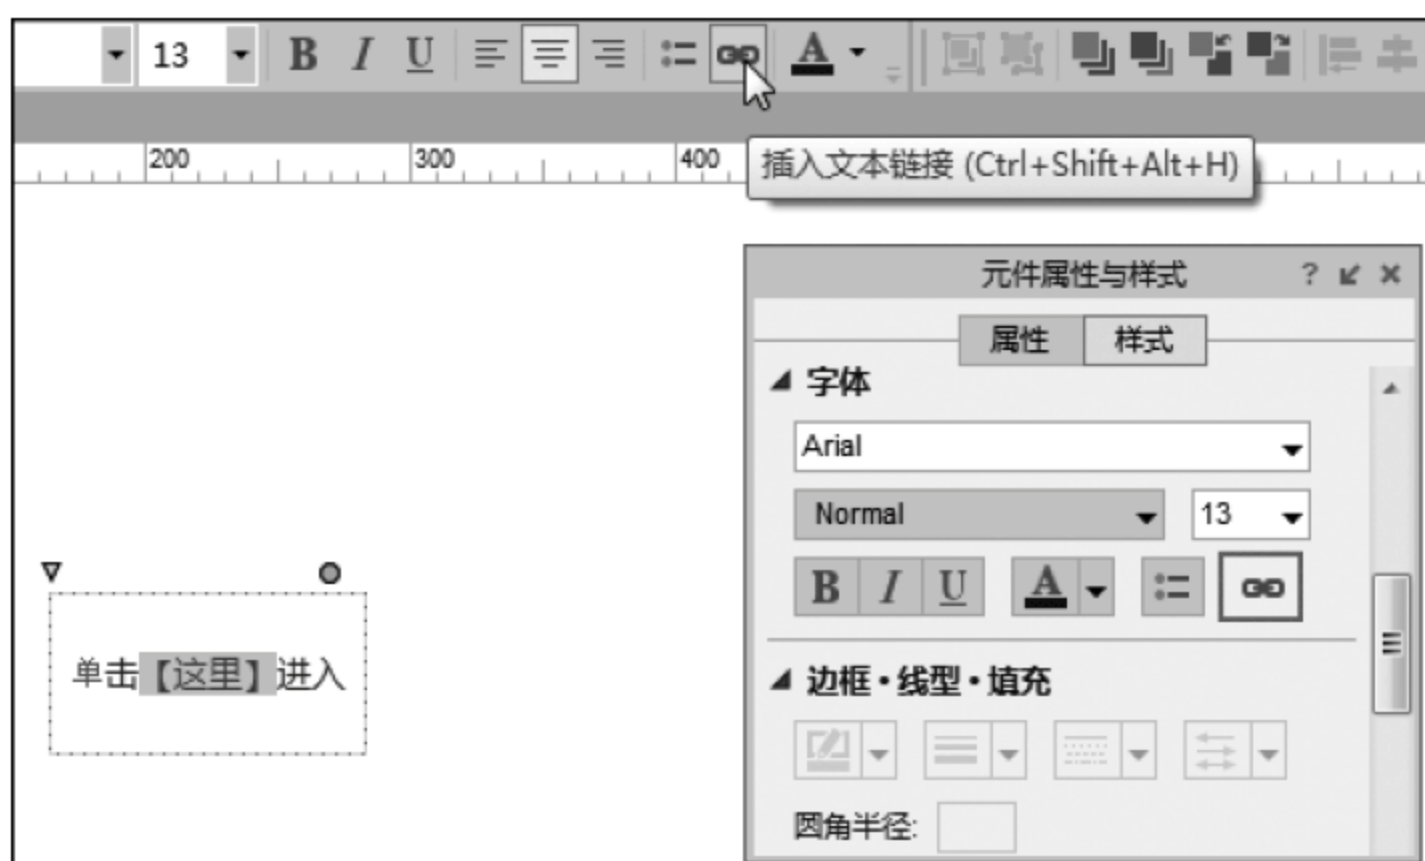 13 B I U A
200 300 400
插入文本链接 (Ctrl+Shift+Alt+H)
元件属性与样式 ?
属性 样式
字体
Arial
Normal 13
B I U A
单击【这里】进入
边框·线型·填充
圆角半径: